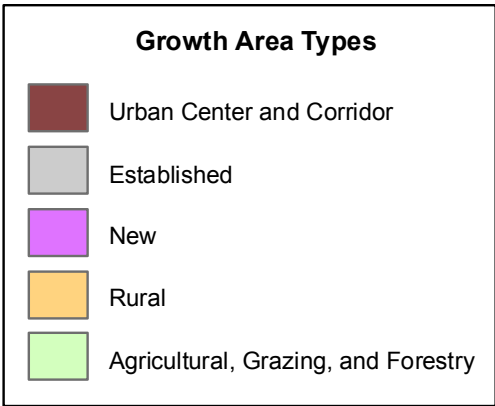 Growth Area Types
Urban Center and Corridor
Established
New
Rural
Agricultural, Grazing, and Forestry